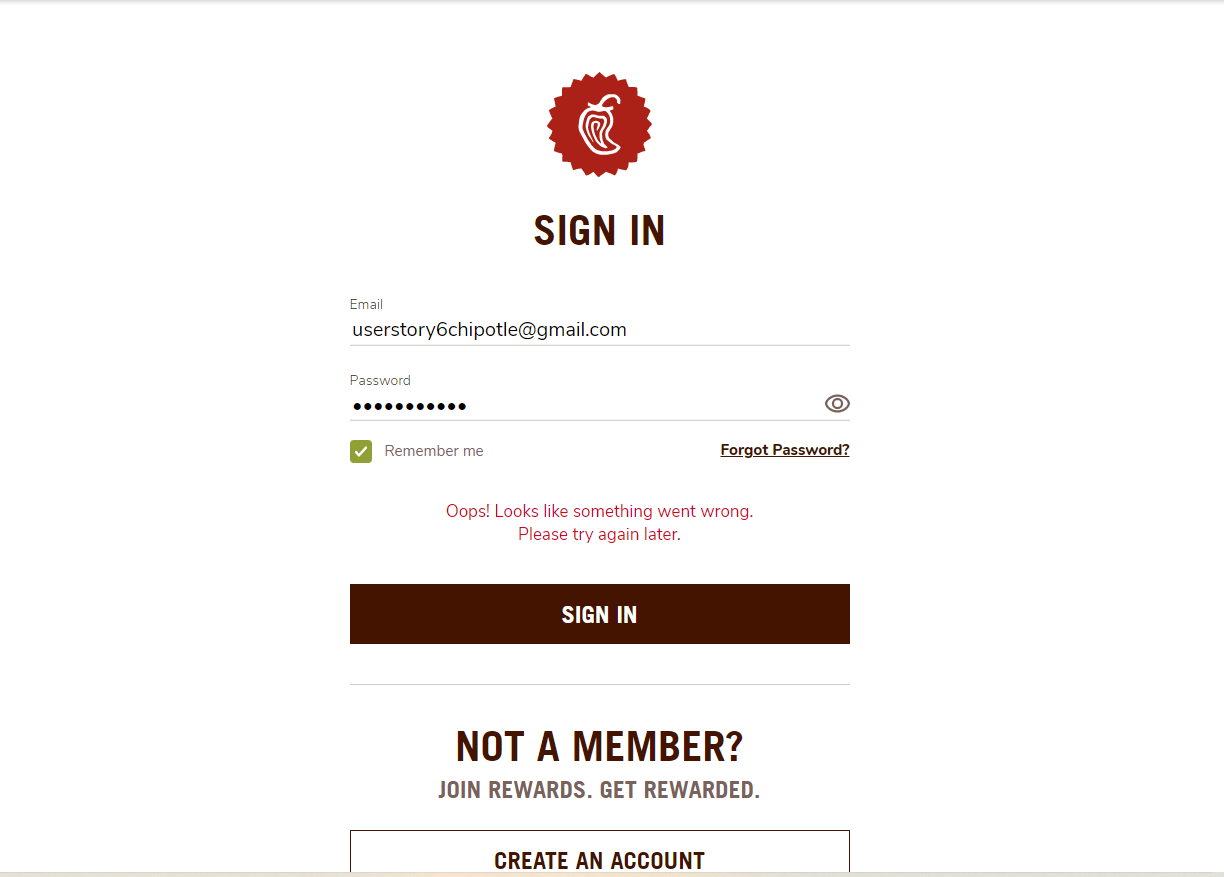 SIGN IN
Email
userstory6chipotle@gmail.com
Password
•••••••••••
Remember me
Forgot Password?
Oops! Looks like something went wrong.
Please try again later.
SIGN IN
NOT A MEMBER?
JOIN REWARDS. GET REWARDED.
CREATE AN ACCOUNT